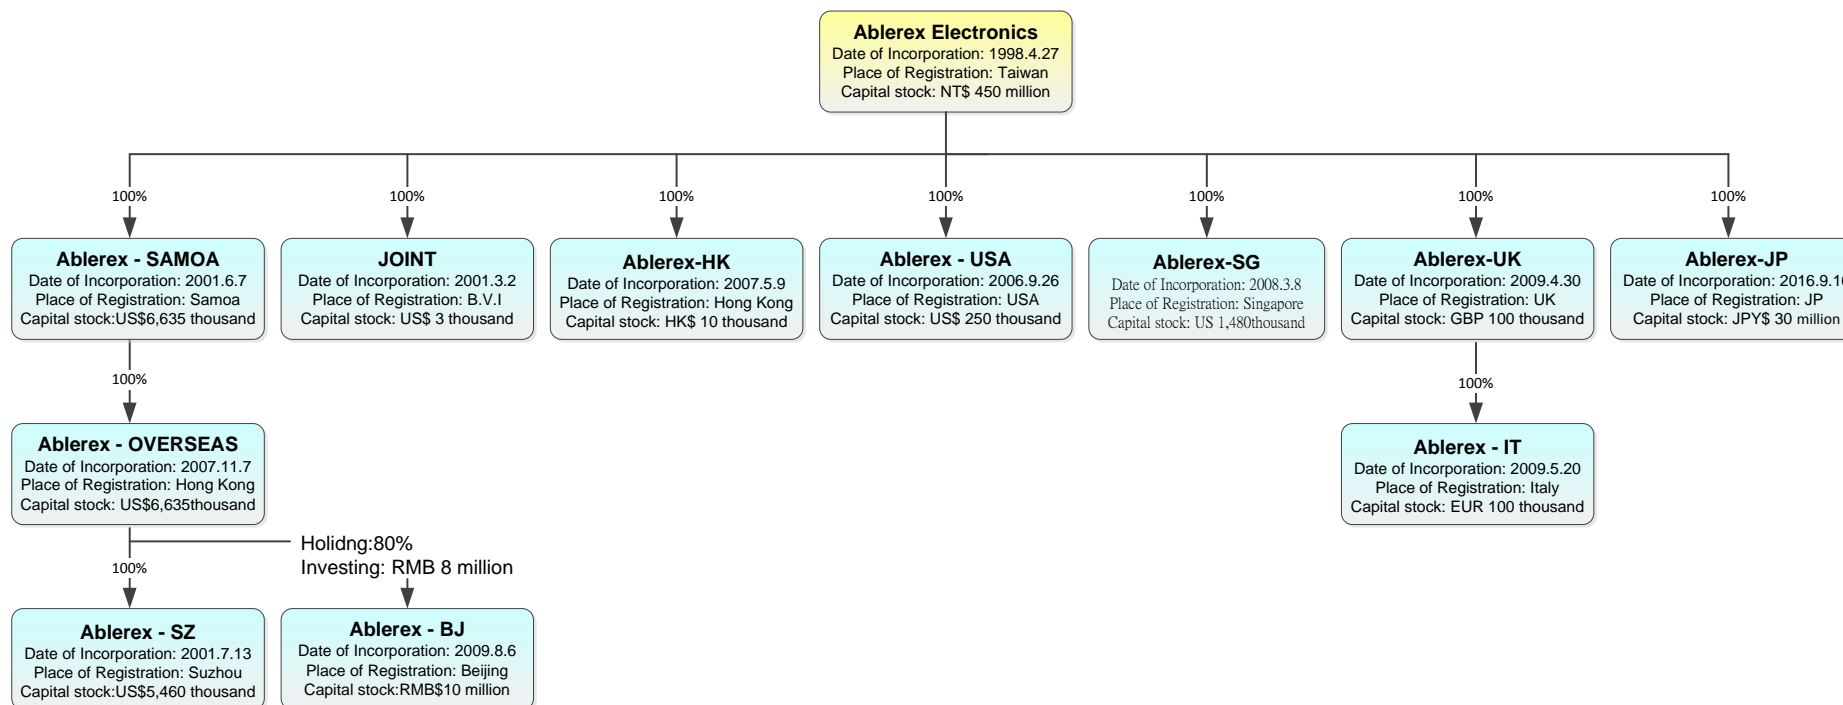 Ablerex Electronics
Date of Incorporation: 1998.4.27
Place of Registration: Taiwan
Capital stock: NT$ 450 million
100%
100%
100%
100%
100%
100%
100%
Ablerex - SAMOA
Date of Incorporation: 2001.6.7
Place of Registration: Samoa
Capital stock:US$6,635 thousand
JOINT
Date of Incorporation: 2001.3.2
Place of Registration: B.V.I
Capital stock: US$ 3 thousand
Ablerex-HK
Date of Incorporation: 2007.5.9
Place of Registration: Hong Kong
Capital stock: HK$ 10 thousand
Ablerex - USA
Date of Incorporation: 2006.9.26
Place of Registration: USA
Capital stock: US$ 250 thousand
Ablerex-SG
Date of Incorporation: 2008.3.8
Place of Registration: Singapore
Capital stock: US 1,480thousand
Ablerex-UK
Date of Incorporation: 2009.4.30
Place of Registration: UK
Capital stock: GBP 100 thousand
Ablerex-JP
Date of Incorporation: 2016.9.16
Place of Registration: JP
Capital stock: JPY$ 30 million
100%
100%
Ablerex - OVERSEAS
Date of Incorporation: 2007.11.7
Place of Registration: Hong Kong
Capital stock: US$6,635thousand
Ablerex - IT
Date of Incorporation: 2009.5.20
Place of Registration: Italy
Capital stock: EUR 100 thousand
Holidng:80%
Investing: RMB 8 million
100%
Ablerex - SZ
Date of Incorporation: 2001.7.13
Place of Registration: Suzhou
Capital stock:US$5,460 thousand
Ablerex - BJ
Date of Incorporation: 2009.8.6
Place of Registration: Beijing
Capital stock:RMB$10 million